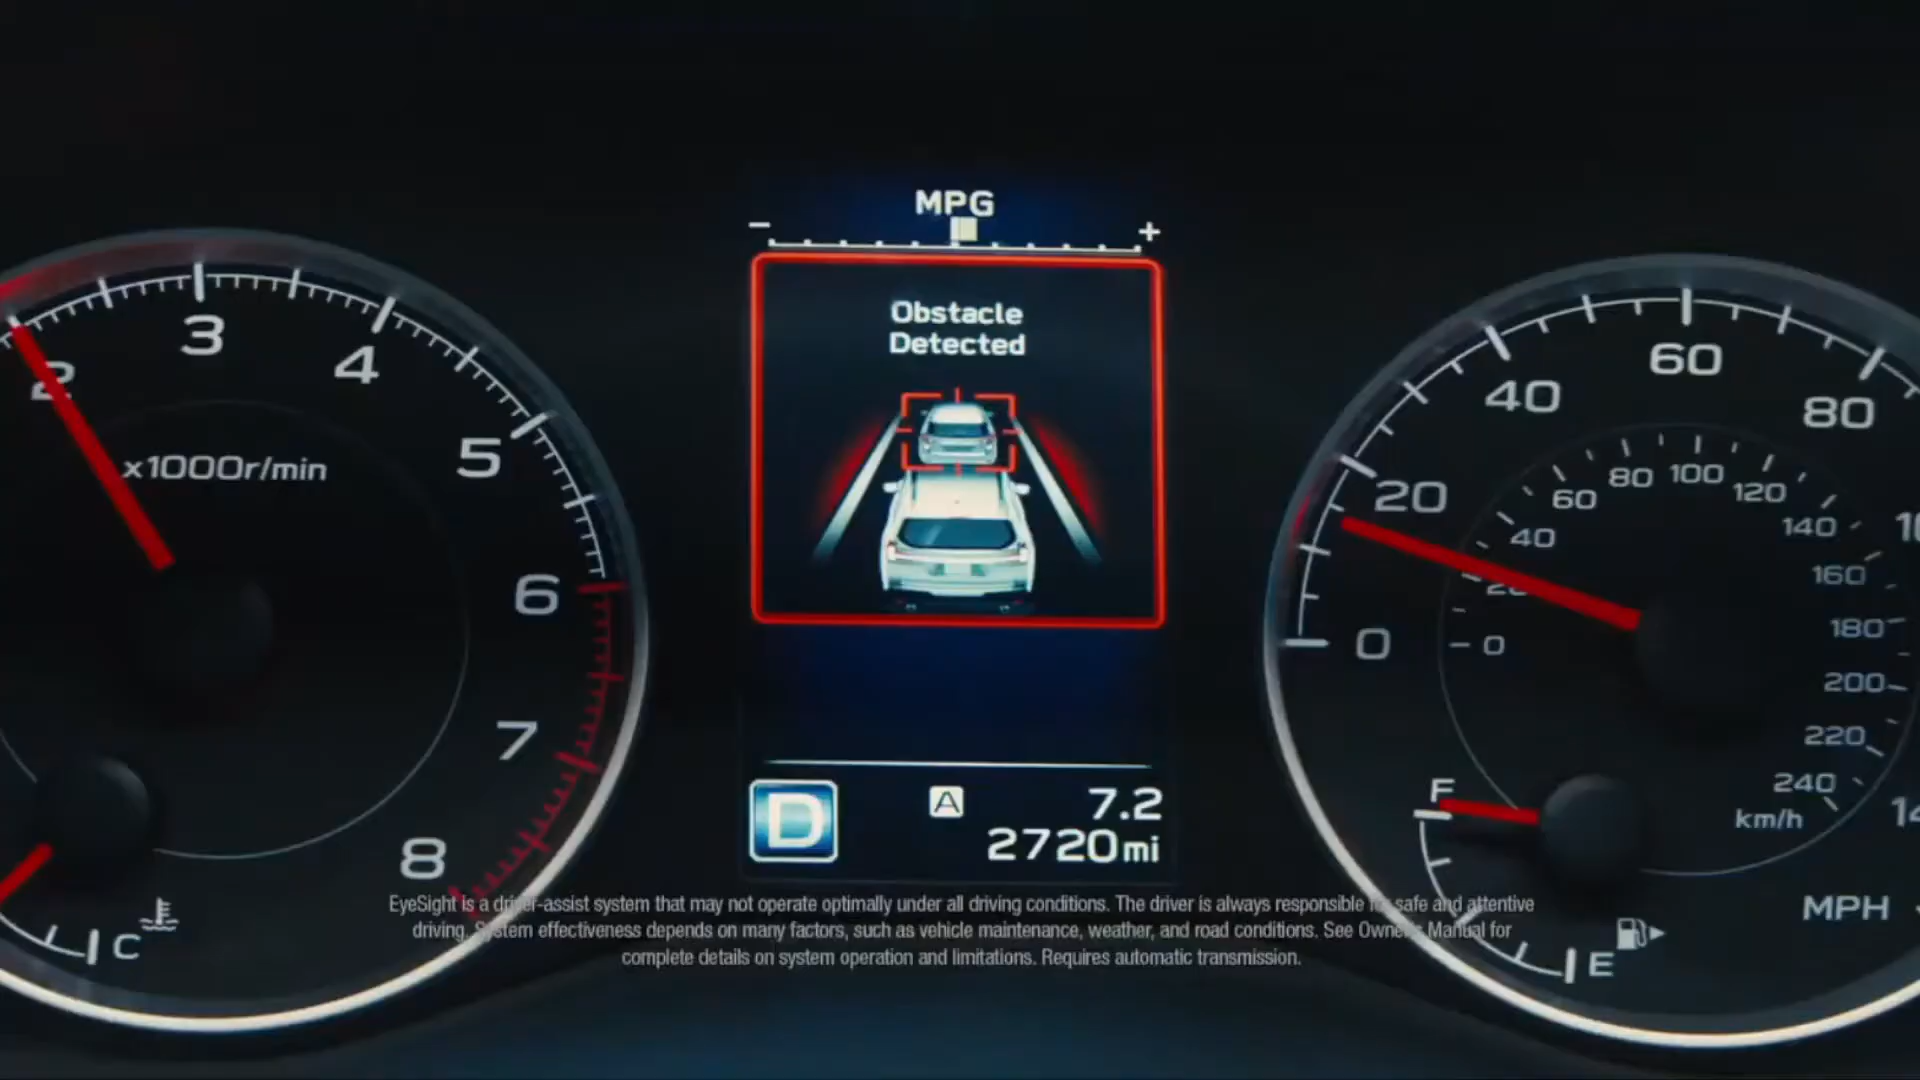 MPG
- +
Obstacle
Detected
2
3
4
5
6
7
8
x1000r/min
C
0
20
40
60
80
0
40
60
80
100
120
140
160
180
200
220
240
km/h
MPH
F
E
D
A
7.2
2720mi
EyeSight is a driver-assist system that may not operate optimally under all driving conditions. The driver is always responsible for safe and attentive
driving. System effectiveness depends on many factors, such as vehicle maintenance, weather, and road conditions. See Owner's Manual for
complete details on system operation and limitations. Requires automatic transmission.